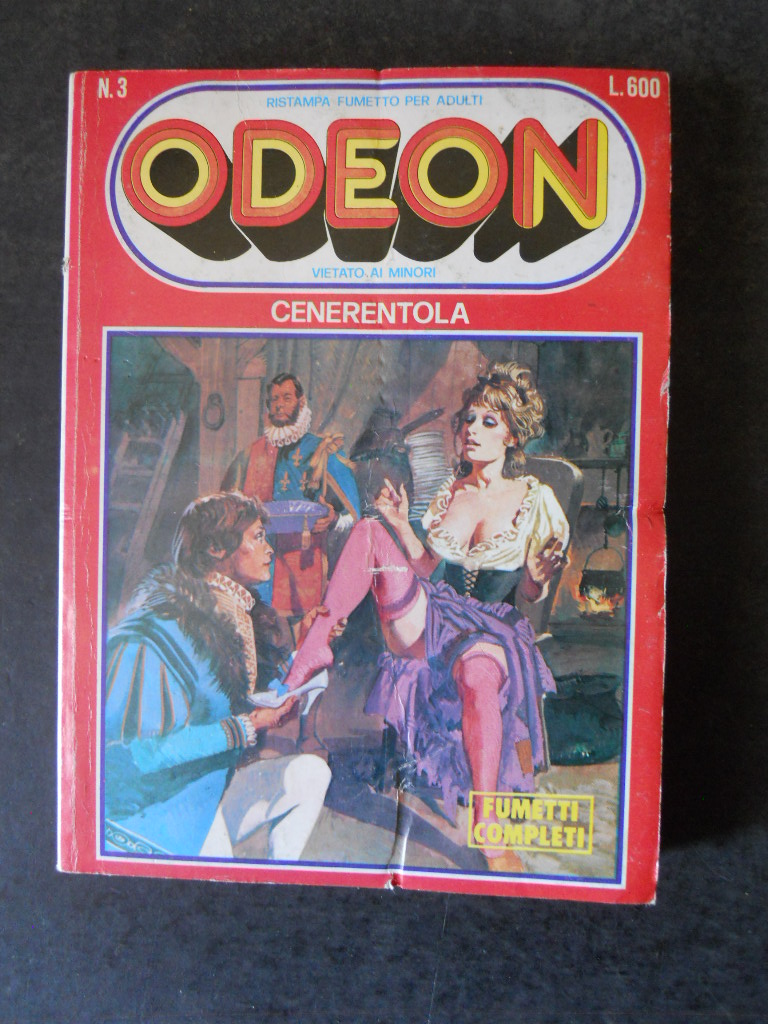 N.3
L.600
RISTAMPA FUMETTO PER ADULTI
ODEON
VIETATO AI MINORI
CENERENTOLA
FUMETTI
COMPLETI